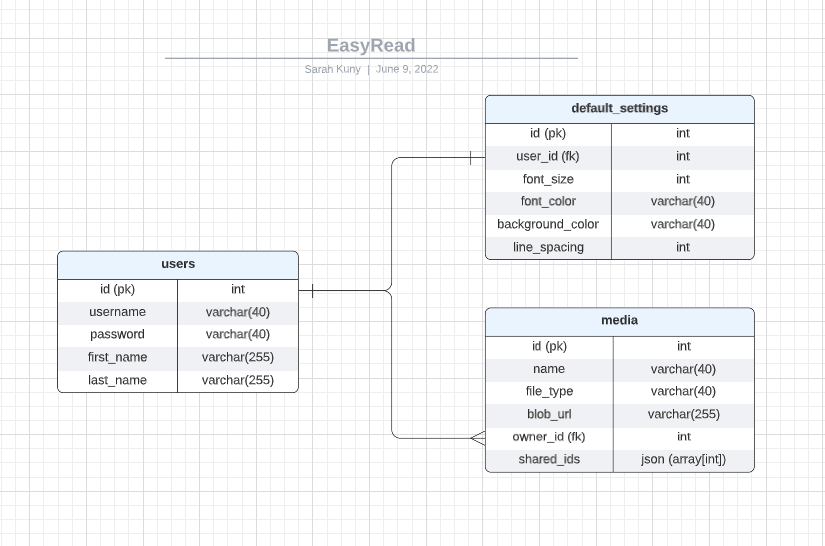 EasyRead
Sarah Kuny | June 9, 2022
default_settings
id (pk) int
user_id (fk) int
font_size int
font_color varchar(40)
background_color varchar(40)
line_spacing int
users
id (pk) int
username varchar(40)
password varchar(40)
first_name varchar(255)
last_name varchar(255)
media
id (pk) int
name varchar(40)
file_type varchar(40)
blob_url varchar(255)
owner_id (fk) int
shared_ids json (array[int])